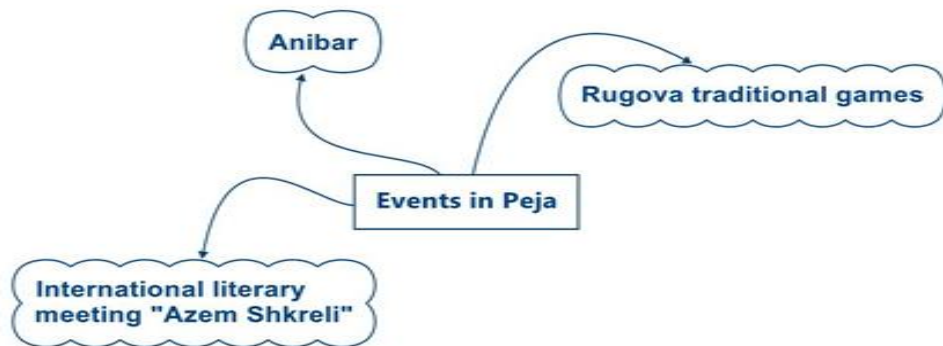 Anibar
Rugova traditional games
Events in Peja
International literary
meeting "Azem Shkreli"